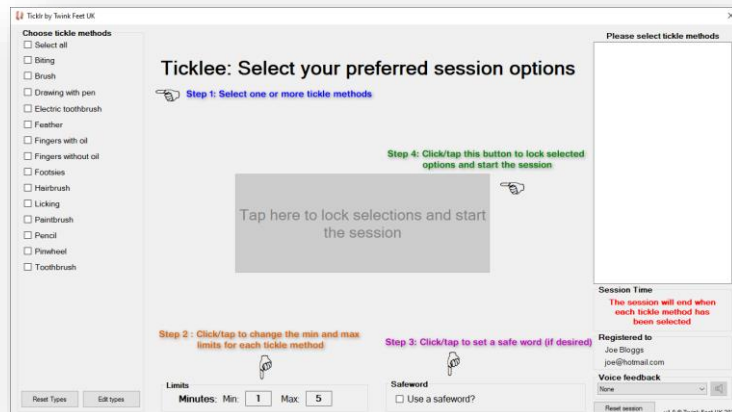 Ticklr by Twink Feet UK
Choose tickle methods
Select all
Biting
Brush
Drawing with pen
Electric toothbrush
Feather
Fingers with oil
Fingers without oil
Footsies
Hairbrush
Licking
Paintbrush
Pencil
Pinwheel
Toothbrush
Reset Types
Edit types
Ticklee: Select your preferred session options
Step 1: Select one or more tickle methods
Step 4: Click/tap this button to lock selected
options and start the session
Tap here to lock selections and start
the session
Step 2 : Click/tap to change the min and max
limits for each tickle method
Step 3: Click/tap to set a safe word (if desired)
Limits
Minutes: Min: 1 Max: 5
Safeword
Use a safeword?
Please select tickle methods
Session Time
The session will end when
each tickle method has
been selected
Registered to
Joe Bloggs
joe@hotmail.com
Voice feedback
None
Reset session
Twink Feet UK